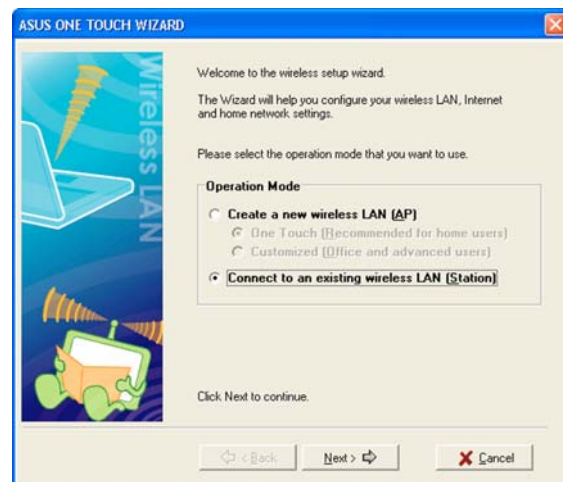 ASUS ONE TOUCH WIZARD
Wireless LAN
Welcome to the wireless setup wizard.
The Wizard will help you configure your wireless LAN, Internet
and home network settings.
Please select the operation mode that you want to use.
Operation Mode
Create a new wireless LAN (AP)
One Touch (Recommended for home users)
Customized (Office and advanced users)
Connect to an existing wireless LAN (Station)
Click Next to continue.
< Back
Next >
Cancel